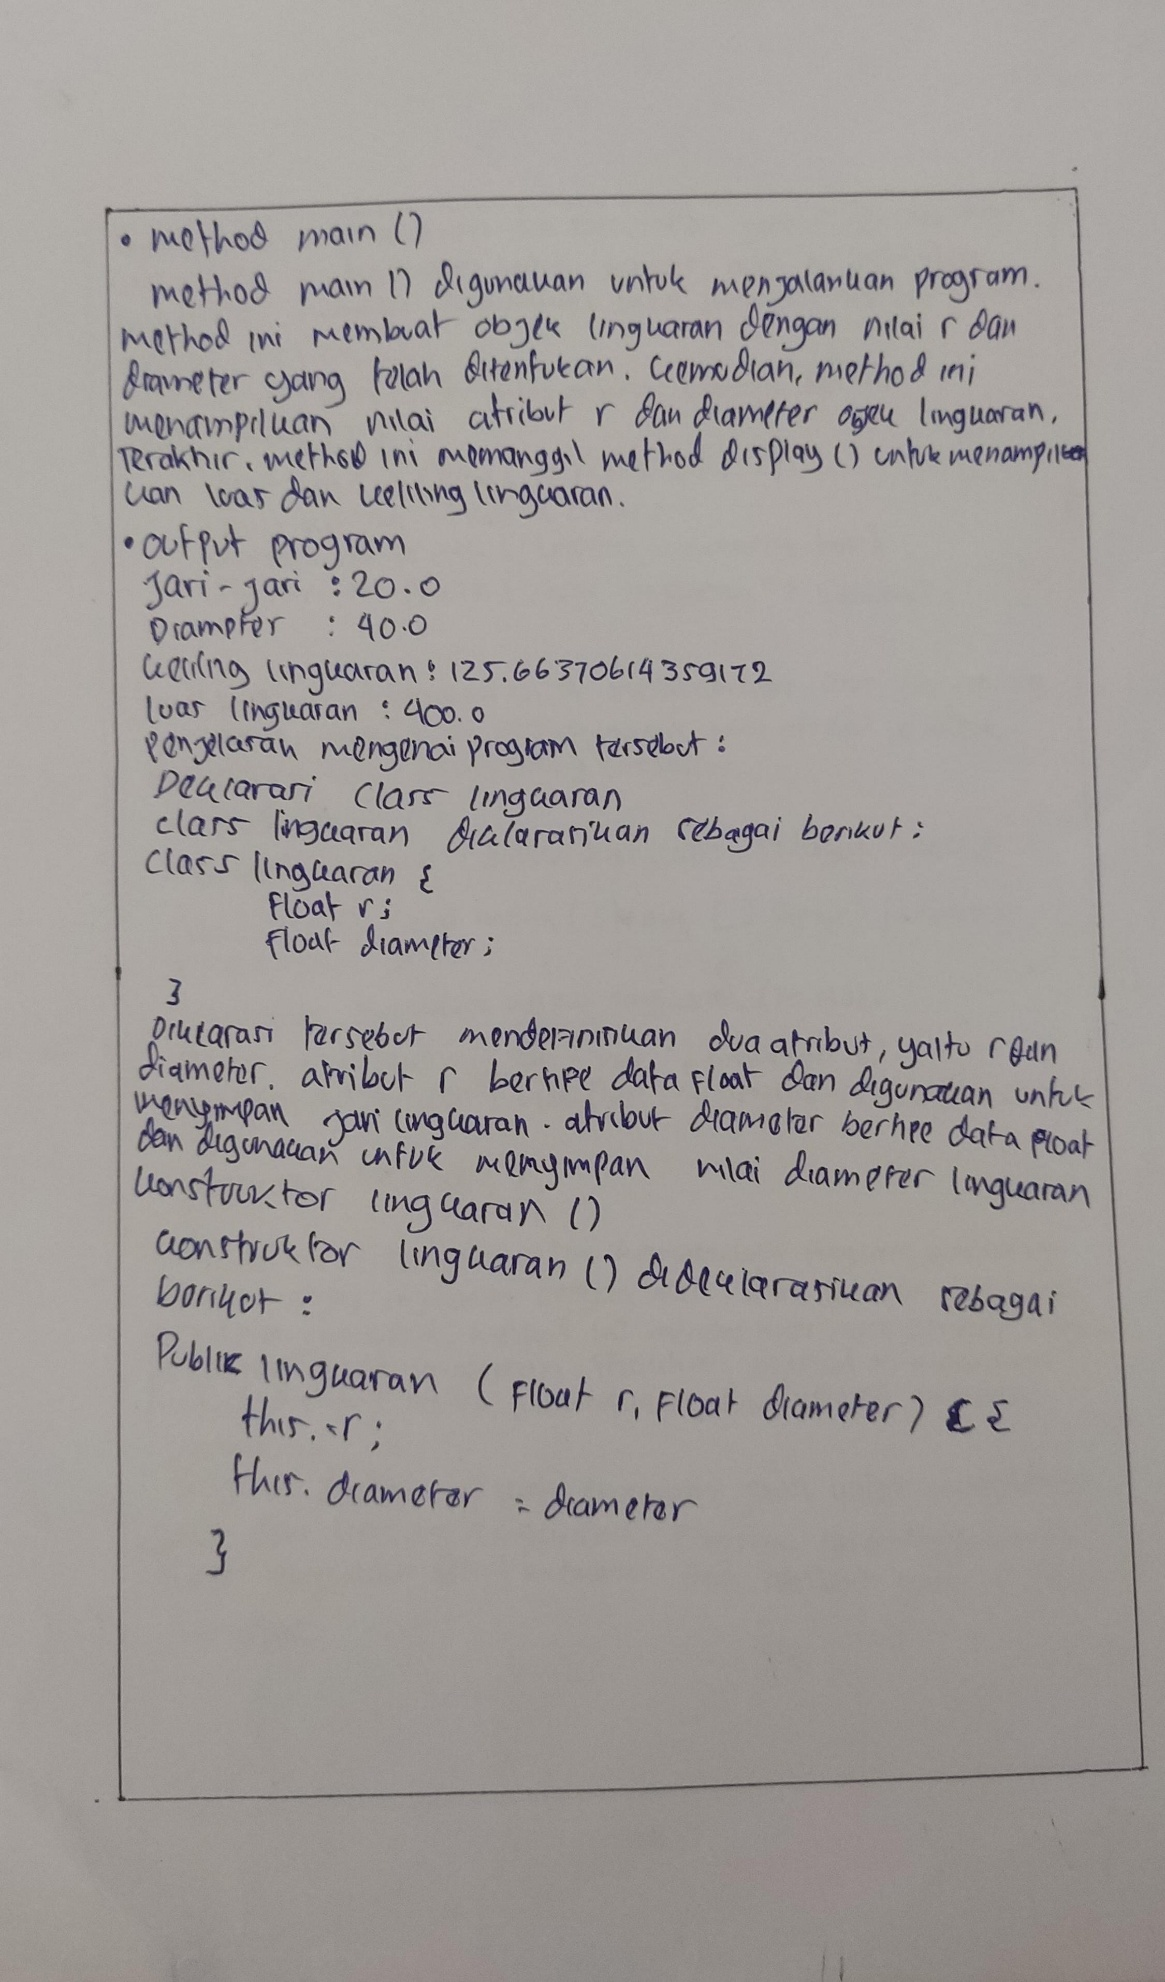 • method main ()
method main () digunakan untuk menjalankan program.
method ini membuat objek lingkaran dengan nilai r dan
diameter yang telah ditentukan. kemudian, method ini
menampilkan nilai atribut r dan diameter objek lingkaran,
Terakhir, method ini memanggil method display () untuk menampil
kan luas dan keliling lingkaran.
• output program
Jari-jari : 20.0
Diameter : 40.0
keliling lingkaran : 125.66370614359172
luas lingkaran : 400.0
penjelasan mengenai program tersebut :
Deklarasi class lingkaran
class lingkaran diklarasikan sebagai berikut :
Class lingkaran {
float r;
float diameter;
}
Diklarasi tersebut mendefinisikan dua atribut, yaitu r dan
diameter. atribut r bertipe data float dan digunakan untuk
menyimpan jari lingkaran. atribut diameter bertipe data float
dan digunakan untuk menyimpan nilai diameter lingkaran
konstruktor lingkaran ()
konstruktor lingkaran () dideklarasikan sebagai
berikut :
Public lingkaran (float r, float diameter) {
this. =r;
this. diameter = diameter
}